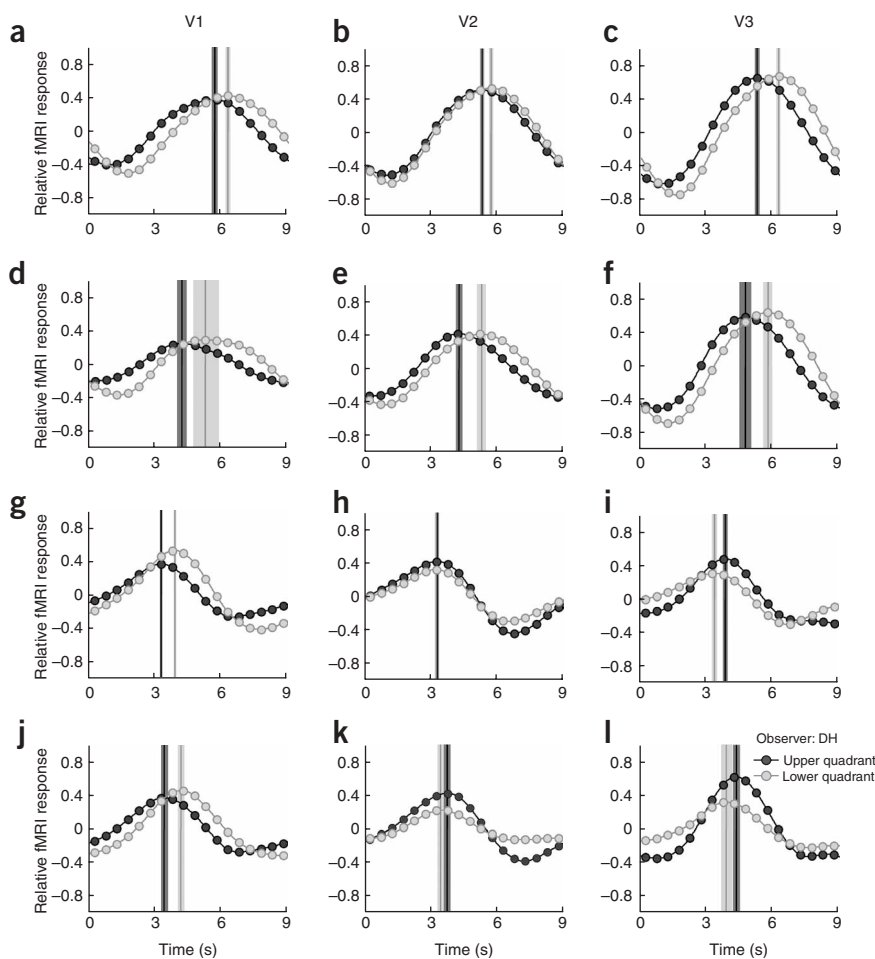 V1 V2 V3
a b c
Relative fMRI response
0.8 0.8 0.8
0.4 0.4 0.4
0 0 0
−0.4 −0.4 −0.4
−0.8 −0.8 −0.8
0 3 6 9 0 3 6 9 0 3 6 9
d e f
Relative fMRI response
0.8 0.8 0.8
0.4 0.4 0.4
0 0 0
−0.4 −0.4 −0.4
−0.8 −0.8 −0.8
0 3 6 9 0 3 6 9 0 3 6 9
g h i
Relative fMRI response
0.8 0.8 0.8
0.4 0.4 0.4
0 0 0
−0.4 −0.4 −0.4
−0.8 −0.8 −0.8
0 3 6 9 0 3 6 9 0 3 6 9
j k l
Observer: DH
Upper quadrant
Lower quadrant
Relative fMRI response
0.8 0.8 0.8
0.4 0.4 0.4
0 0 0
−0.4 −0.4 −0.4
−0.8 −0.8 −0.8
0 3 6 9 0 3 6 9 0 3 6 9
Time (s) Time (s) Time (s)